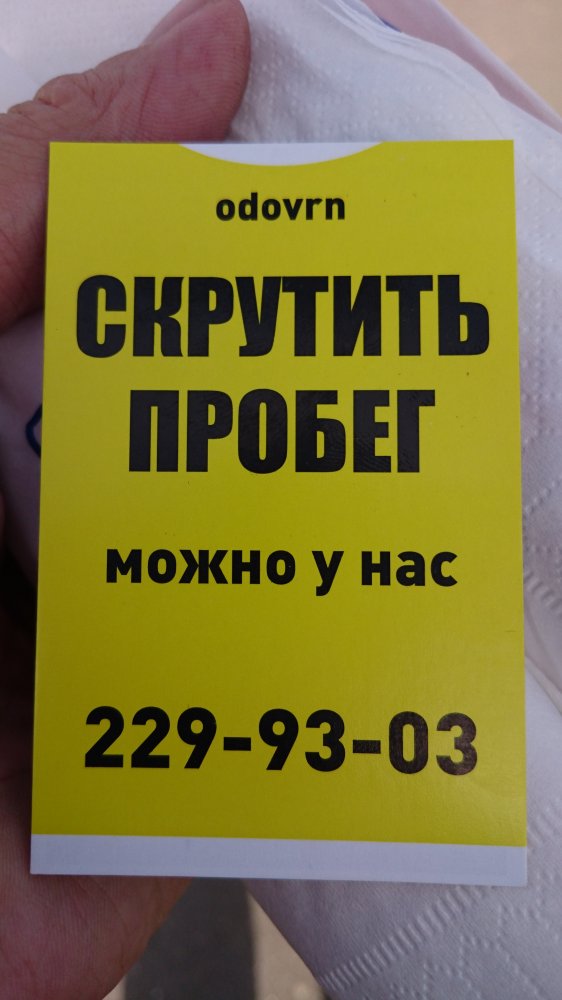 odovrn
СКРУТИТЬ
ПРОБЕГ
можно у нас
229-93-03